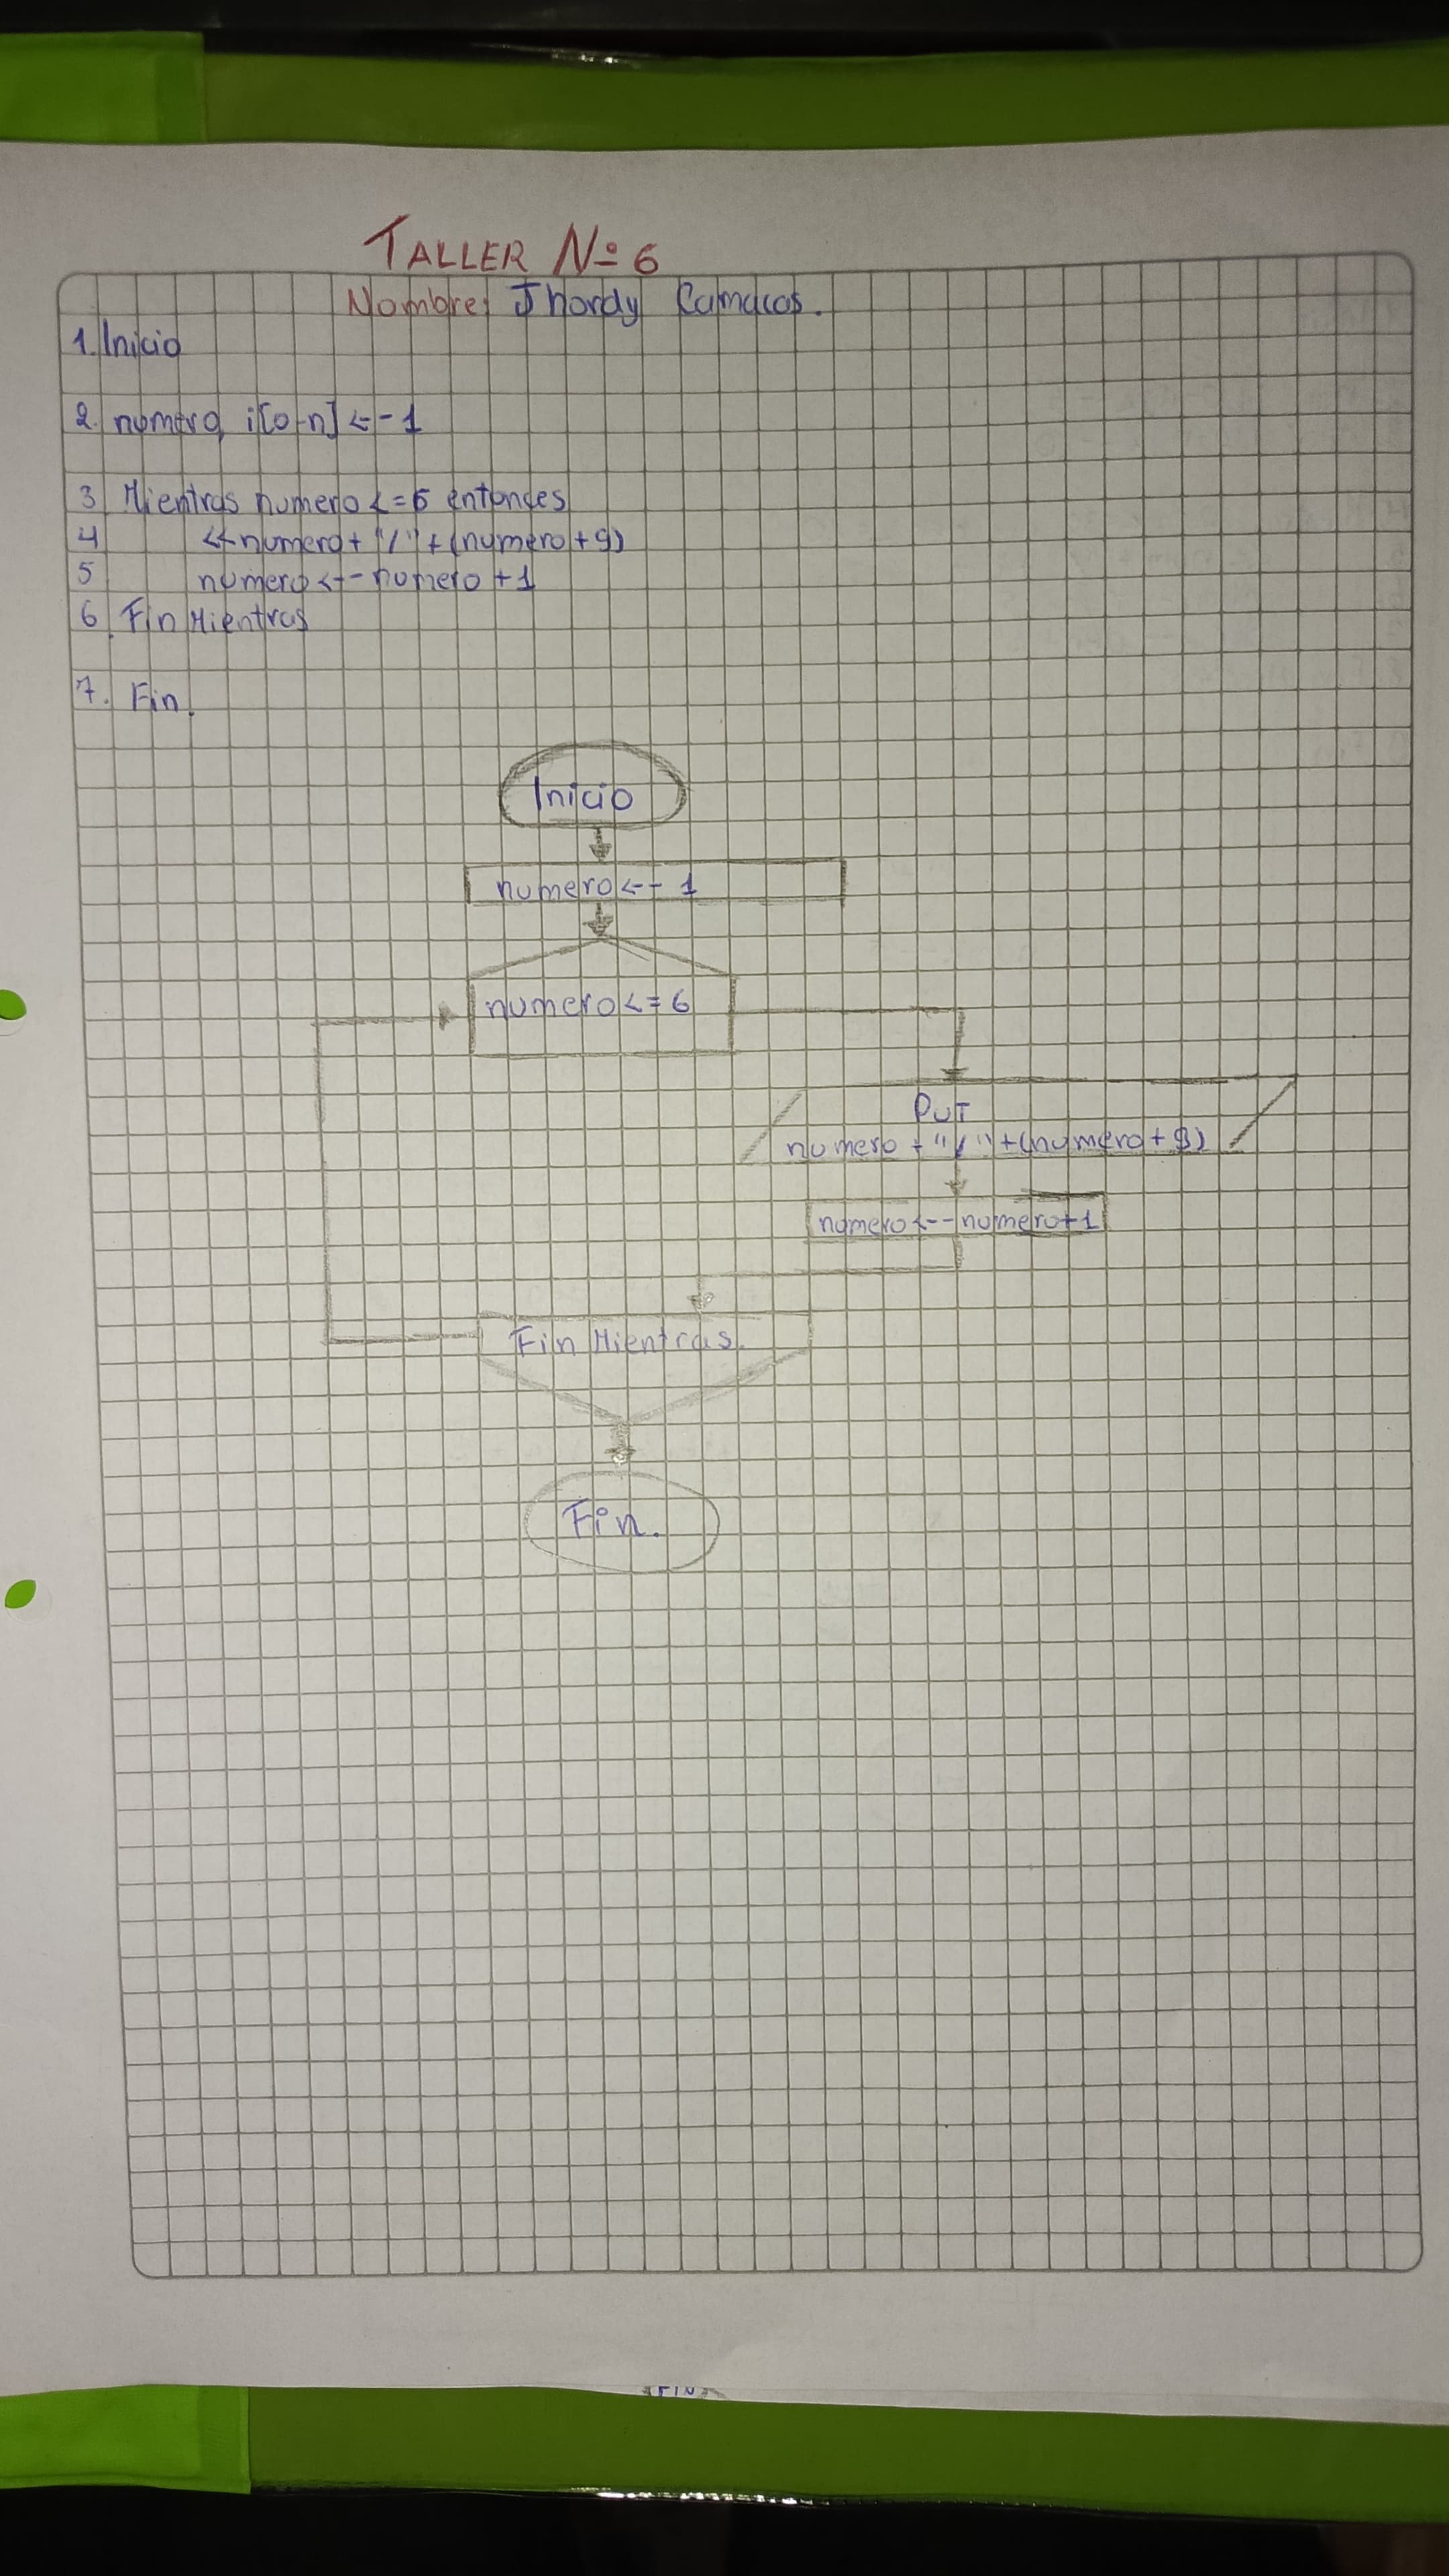 TALLER Nº 6
Nombre: Jhordy Camacas.
1. Inicio
2. numero, i[0-n] <-- 1
3 Mientras numero <= 6 entonces
4 << numero + "/" + (numero + 9)
5 numero <-- numero + 1
6. Fin Mientras
7. Fin.
Inicio
numero <-- 1
numero <= 6
PUT
numero + "/" + (numero + 9)
numero <-- numero + 1
Fin Mientras.
Fin.
FIN